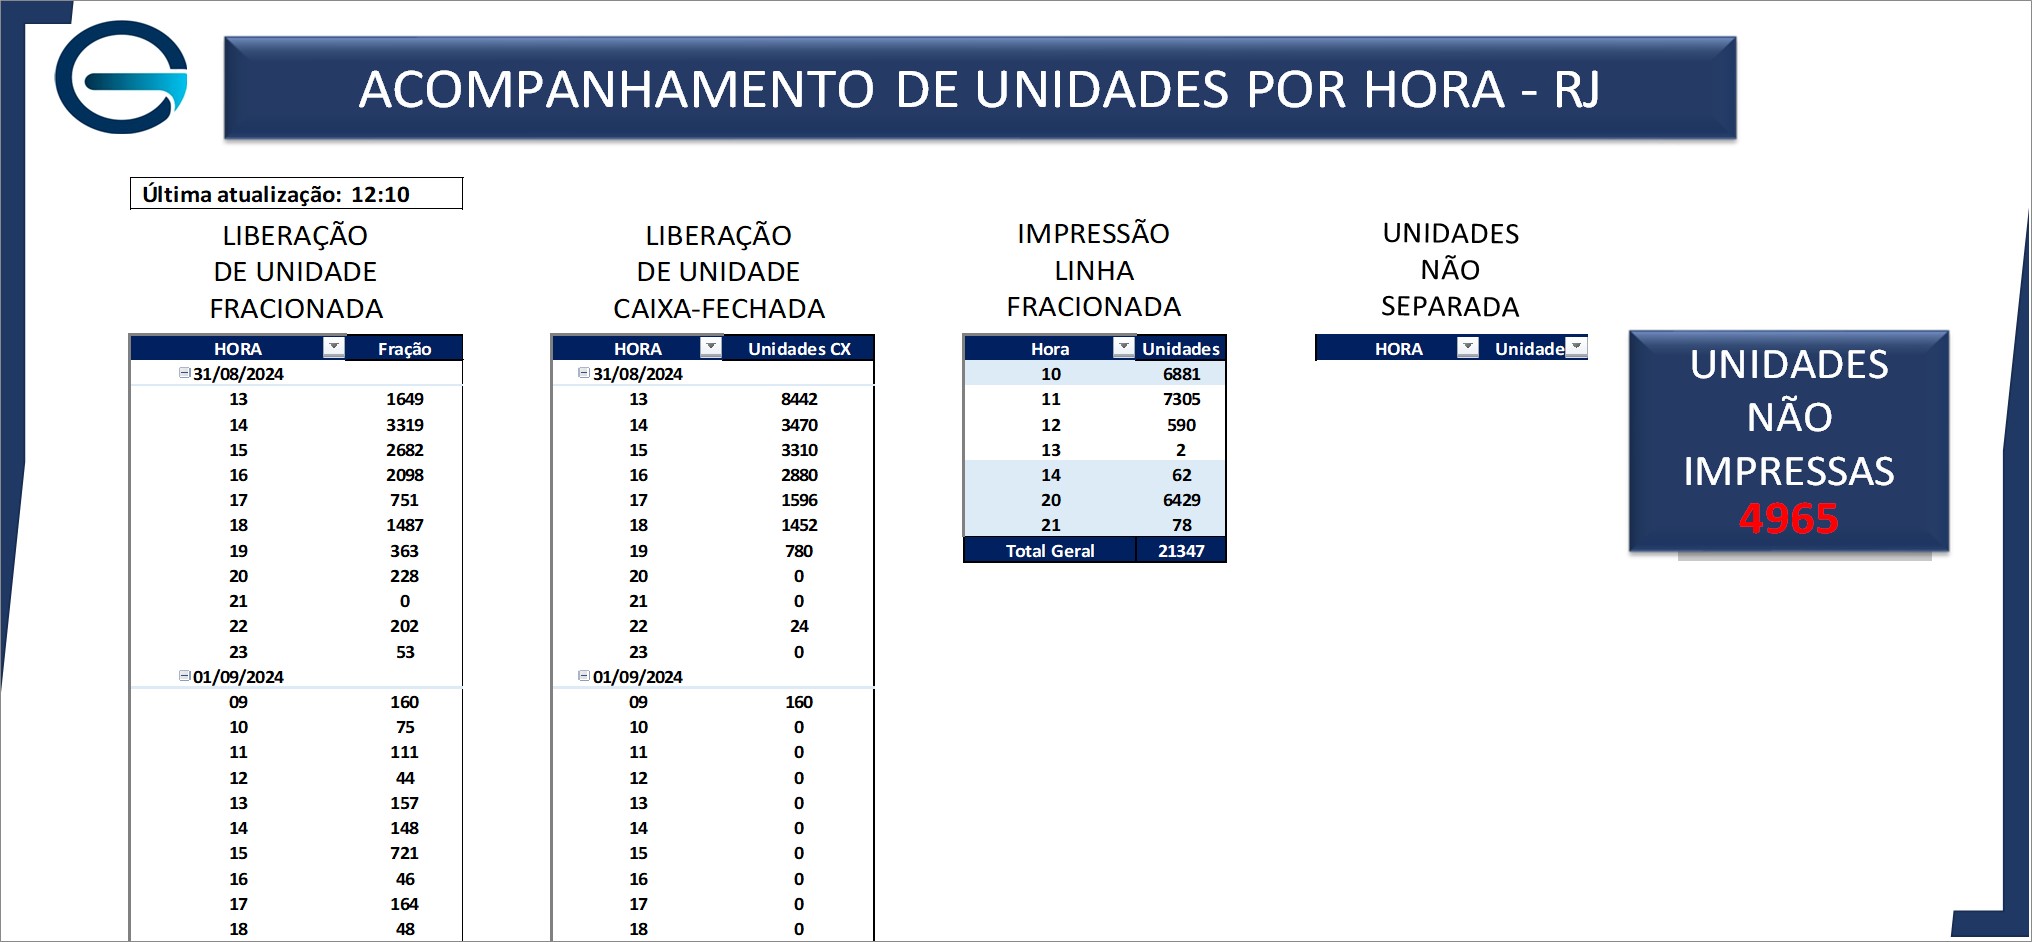 ACOMPANHAMENTO DE UNIDADES POR HORA - RJ
Última atualização: 12:10
LIBERAÇÃO
DE UNIDADE
FRACIONADA
HORA Fração
31/08/2024
13 1649
14 3319
15 2682
16 2098
17 751
18 1487
19 363
20 228
21 0
22 202
23 53
01/09/2024
09 160
10 75
11 111
12 44
13 157
14 148
15 721
16 46
17 164
18 48
LIBERAÇÃO
DE UNIDADE
CAIXA-FECHADA
HORA Unidades CX
31/08/2024
13 8442
14 3470
15 3310
16 2880
17 1596
18 1452
19 780
20 0
21 0
22 24
23 0
01/09/2024
09 160
10 0
11 0
12 0
13 0
14 0
15 0
16 0
17 0
18 0
IMPRESSÃO
LINHA
FRACIONADA
Hora Unidades
10 6881
11 7305
12 590
13 2
14 62
20 6429
21 78
Total Geral 21347
UNIDADES
NÃO
SEPARADA
HORA Unidade
UNIDADES
NÃO
IMPRESSAS
4965